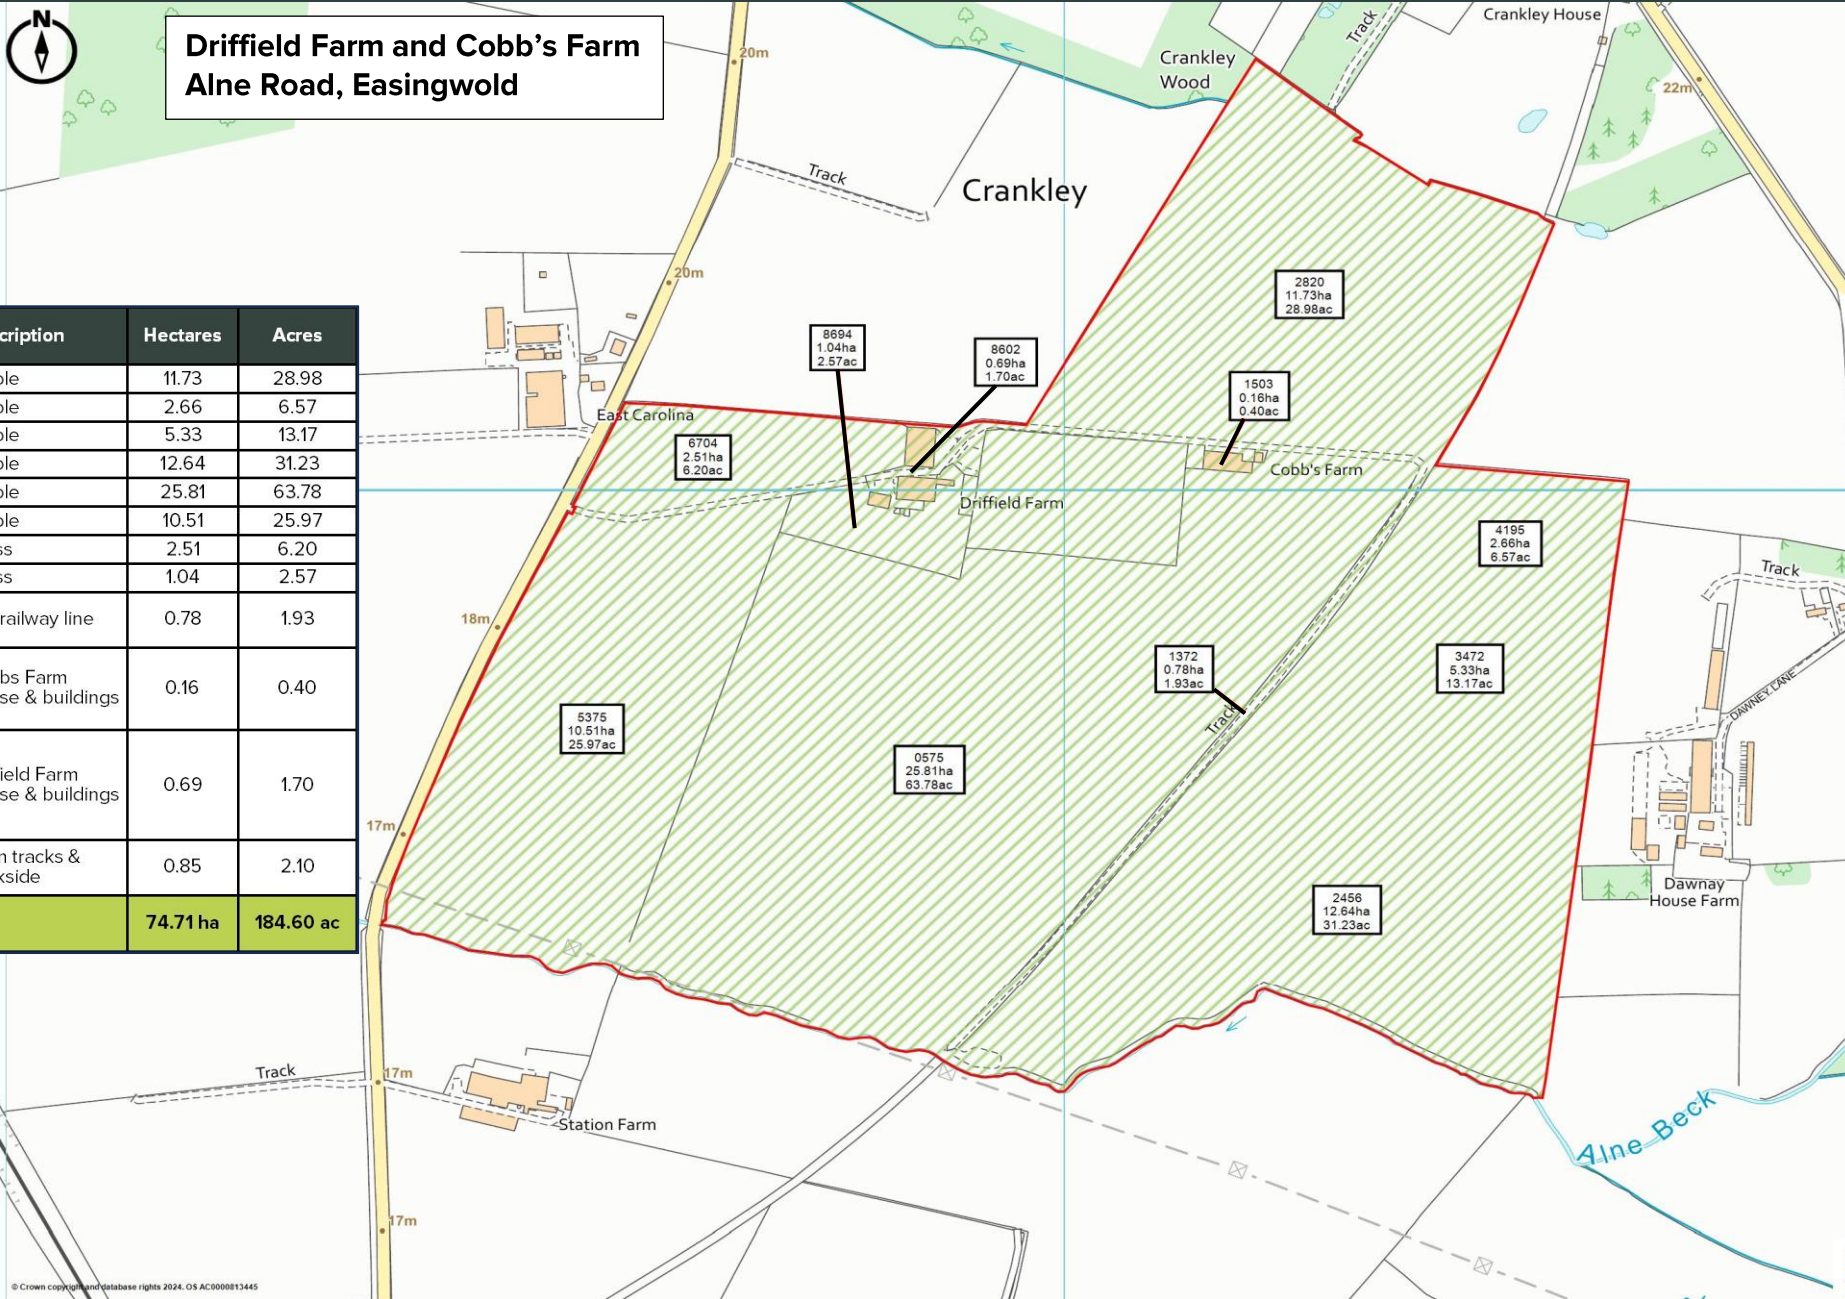 N
Driffield Farm and Cobb's Farm
Alne Road, Easingwold
20m
Crankley
Wood
Track
Crankley House
22m
Track
Crankley
20m
2820
11.73ha
28.98ac
8694
1.04ha
2.57ac
8602
0.69ha
1.70ac
1503
0.16ha
0.40ac
East Carolina
6704
2.51ha
6.20ac
Cobb's Farm
Driffield Farm
4195
2.66ha
6.57ac
Track
18m
1372
0.78ha
1.93ac
Track
3472
5.33ha
13.17ac
DAWNEY LANE
5375
10.51ha
25.97ac
0575
25.81ha
63.78ac
17m
2456
12.64ha
31.23ac
Dawnay
House Farm
Track
17m
Station Farm
Alne Beck
17m
cription Hectares Acres
ble 11.73 28.98
ble 2.66 6.57
ble 5.33 13.17
ble 12.64 31.23
ble 25.81 63.78
ble 10.51 25.97
ss 2.51 6.20
ss 1.04 2.57
railway line 0.78 1.93
bs Farm
se & buildings 0.16 0.40
ield Farm
se & buildings 0.69 1.70
n tracks &
kside 0.85 2.10
74.71 ha 184.60 ac
© Crown copyright and database rights 2024. OS AC0000813445